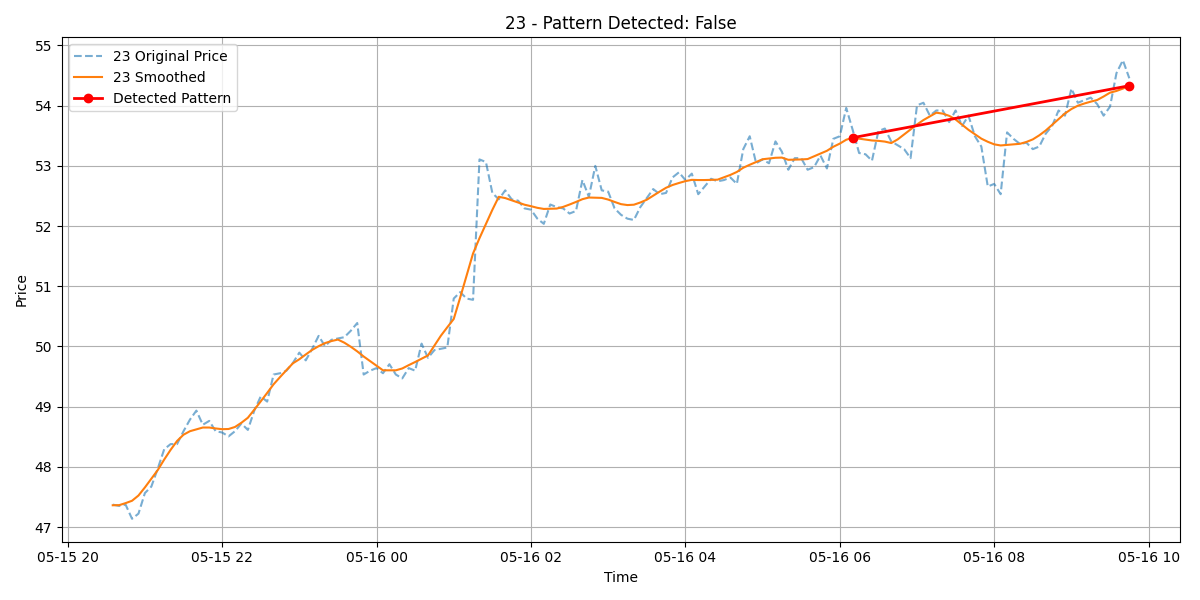 23 - Pattern Detected: False
23 Original Price
23 Smoothed
Detected Pattern
Price
55
54
53
52
51
50
49
48
47
05-15 20
05-15 22
05-16 00
05-16 02
05-16 04
05-16 06
05-16 08
05-16 10
Time